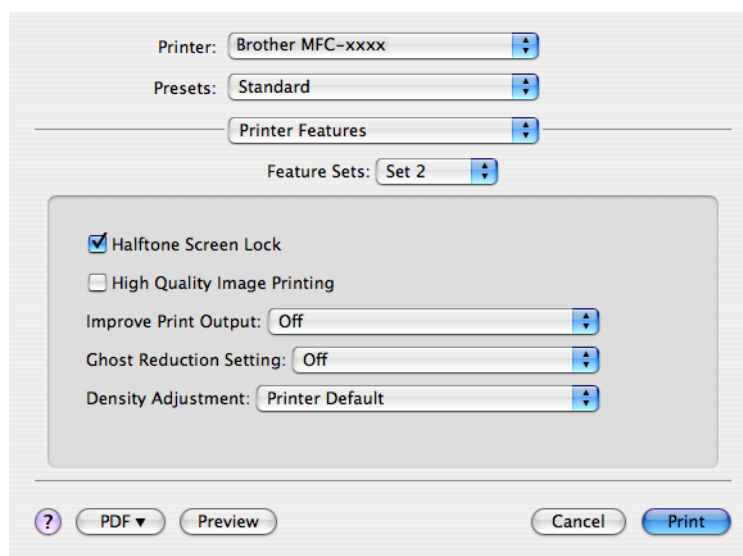 Printer: Brother MFC-xxxx
Presets: Standard
Printer Features
Feature Sets: Set 2
Halftone Screen Lock
High Quality Image Printing
Improve Print Output: Off
Ghost Reduction Setting: Off
Density Adjustment: Printer Default
? PDF▼ Preview Cancel Print